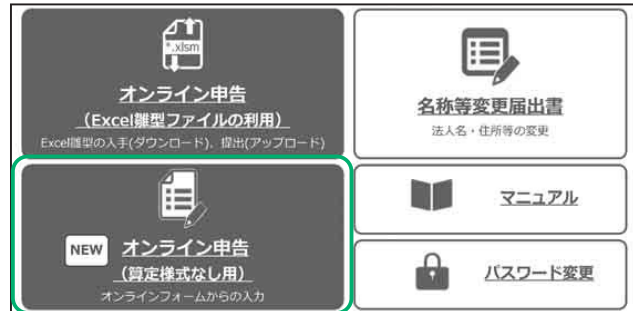 *.xlsm
オンライン申告
（Excel雛型ファイルの利用）
Excel雛型の入手(ダウンロード)、提出(アップロード)
名称等変更届出書
法人名・住所等の変更
NEW
オンライン申告
（算定様式なし用）
オンラインフォームからの入力
マニュアル
パスワード変更